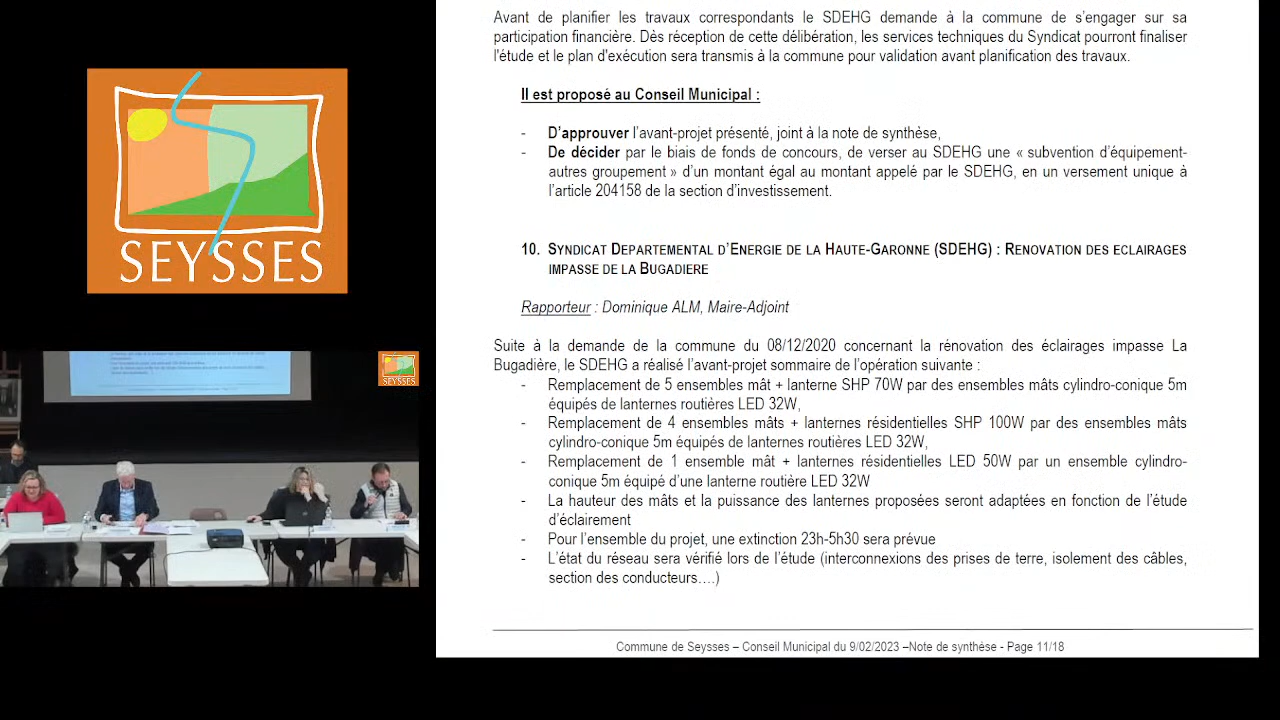 SEYSSES
SEYSSES
Avant de planifier les travaux correspondants le SDEHG demande à la commune de s'engager sur sa
participation financière. Dès réception de cette délibération, les services techniques du Syndicat pourront finaliser
l'étude et le plan d'exécution sera transmis à la commune pour validation avant planification des travaux.
Il est proposé au Conseil Municipal :
- D'approuver l'avant-projet présenté, joint à la note de synthèse,
- De décider par le biais de fonds de concours, de verser au SDEHG une « subvention d'équipement-
autres groupement » d'un montant égal au montant appelé par le SDEHG, en un versement unique à
l'article 204158 de la section d'investissement.
10. SYNDICAT DEPARTEMENTAL D'ENERGIE DE LA HAUTE-GARONNE (SDEHG) : RENOVATION DES ECLAIRAGES
IMPASSE DE LA BUGADIERE
Rapporteur : Dominique ALM, Maire-Adjoint
Suite à la demande de la commune du 08/12/2020 concernant la rénovation des éclairages impasse La
Bugadière, le SDEHG a réalisé l'avant-projet sommaire de l'opération suivante :
- Remplacement de 5 ensembles mât + lanterne SHP 70W par des ensembles mâts cylindro-conique 5m
équipés de lanternes routières LED 32W,
- Remplacement de 4 ensembles mâts + lanternes résidentielles SHP 100W par des ensembles mâts
cylindro-conique 5m équipés de lanternes routières LED 32W,
- Remplacement de 1 ensemble mât + lanternes résidentielles LED 50W par un ensemble cylindro-
conique 5m équipé d'une lanterne routière LED 32W
- La hauteur des mâts et la puissance des lanternes proposées seront adaptées en fonction de l'étude
d'éclairement
- Pour l'ensemble du projet, une extinction 23h-5h30 sera prévue
- L'état du réseau sera vérifié lors de l'étude (interconnexions des prises de terre, isolement des câbles,
section des conducteurs….)
Commune de Seysses – Conseil Municipal du 9/02/2023 –Note de synthèse - Page 11/18